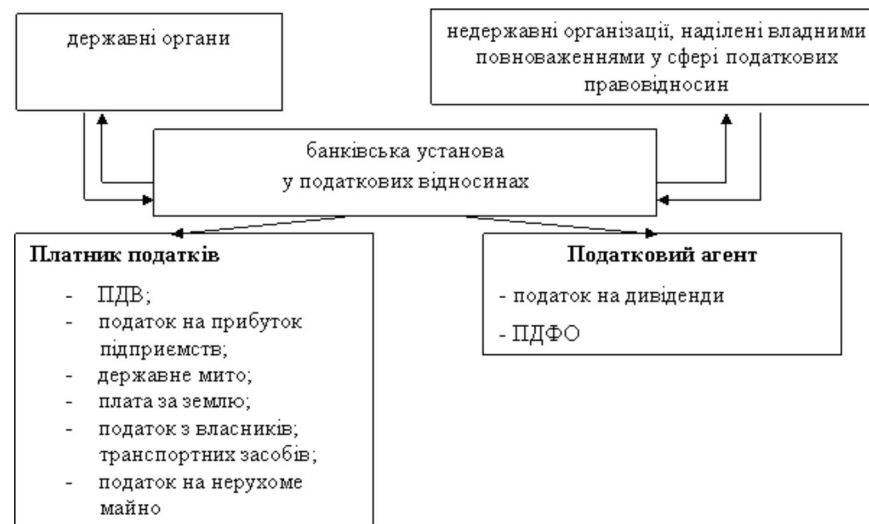 державні органи
недержавні організації, наділені владними
повноваженнями у сфері податкових
правовідносин
банківська установа
у податкових відносинах
Платник податків
- ПДВ;
- податок на прибуток
підприємств;
- державне мито;
- плата за землю;
- податок з власників;
транспортних засобів;
- податок на нерухоме
майно
Податковий агент
- податок на дивіденди
- ПДФО